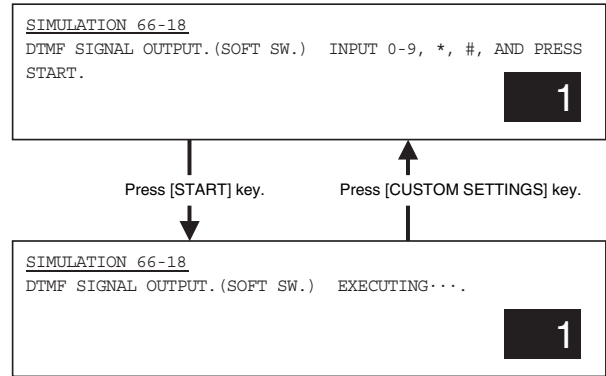 SIMULATION 66-18
DTMF SIGNAL OUTPUT.(SOFT SW.) INPUT 0-9, *, #, AND PRESS
START.
1
Press [START] key. Press [CUSTOM SETTINGS] key.
SIMULATION 66-18
DTMF SIGNAL OUTPUT.(SOFT SW.) EXECUTING···.
1